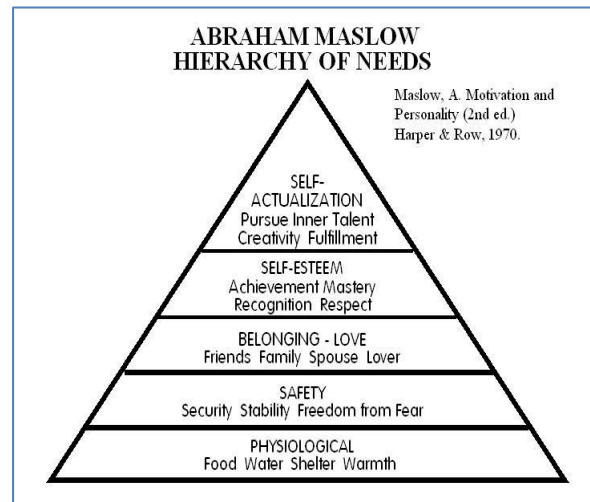 ABRAHAM MASLOW
HIERARCHY OF NEEDS
Maslow, A. Motivation and
Personality (2nd ed.)
Harper & Row, 1970.
SELF-
ACTUALIZATION
Pursue Inner Talent
Creativity Fulfillment
SELF-ESTEEM
Achievement Mastery
Recognition Respect
BELONGING - LOVE
Friends Family Spouse Lover
SAFETY
Security Stability Freedom from Fear
PHYSIOLOGICAL
Food Water Shelter Warmth